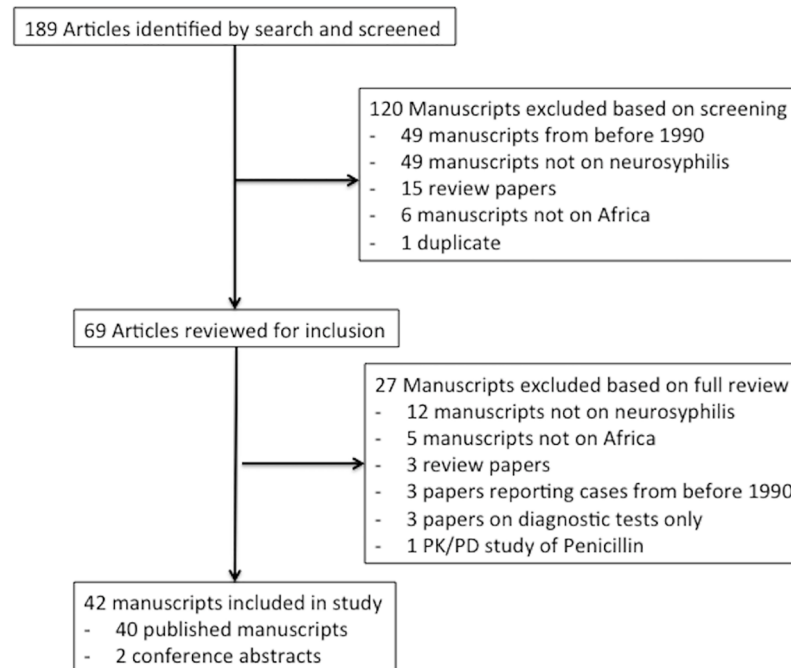 189 Articles identified by search and screened
120 Manuscripts excluded based on screening
- 49 manuscripts from before 1990
- 49 manuscripts not on neurosyphilis
- 15 review papers
- 6 manuscripts not on Africa
- 1 duplicate
69 Articles reviewed for inclusion
27 Manuscripts excluded based on full review
- 12 manuscripts not on neurosyphilis
- 5 manuscripts not on Africa
- 3 review papers
- 3 papers reporting cases from before 1990
- 3 papers on diagnostic tests only
- 1 PK/PD study of Penicillin
42 manuscripts included in study
- 40 published manuscripts
- 2 conference abstracts